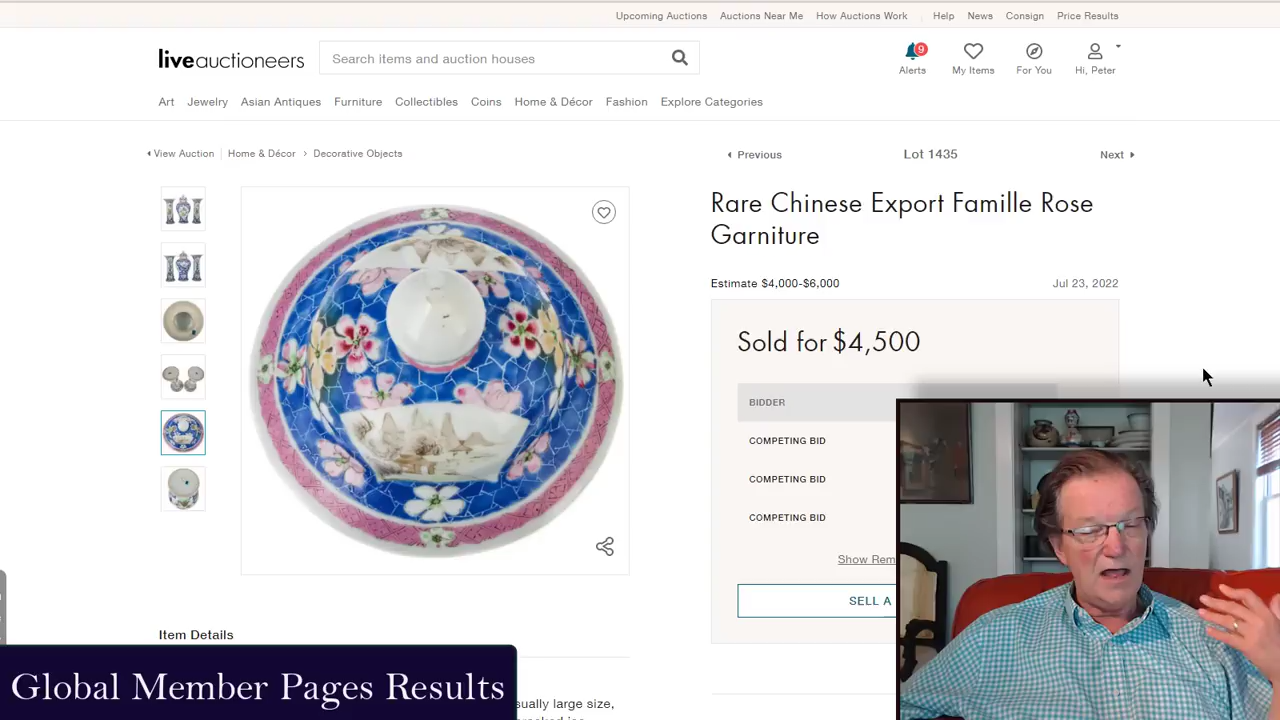 Upcoming Auctions Auctions Near Me How Auctions Work Help News Consign Price Results
liveauctioneers
Search items and auction houses
9
Alerts My Items For You Hi, Peter
Art Jewelry Asian Antiques Furniture Collectibles Coins Home & Décor Fashion Explore Categories
View Auction Home & Décor › Decorative Objects
Previous Lot 1435 Next
Rare Chinese Export Famille Rose
Garniture
Estimate $4,000-$6,000 Jul 23, 2022
Sold for $4,500
BIDDER
COMPETING BID
COMPETING BID
COMPETING BID
Show Rem
SELL A
Item Details
sually large size,
Global Member Pages Results